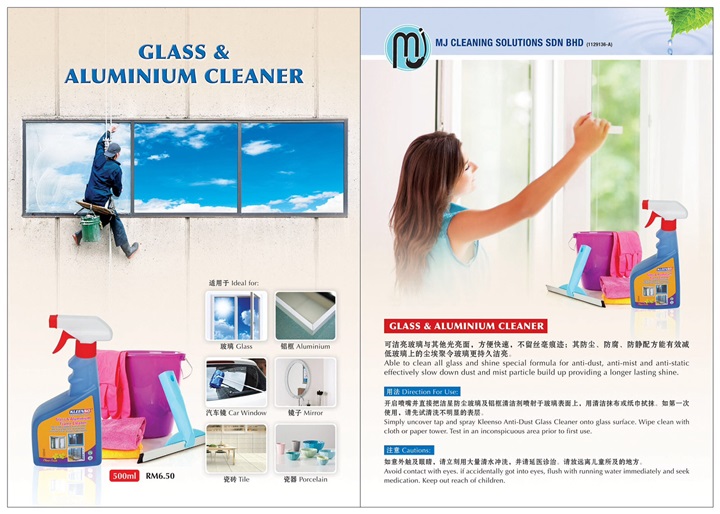 GLASS &
ALUMINIUM CLEANER
适用于 Ideal for:
玻璃 Glass
铝框 Aluminium
汽车镜 Car Window
镜子 Mirror
瓷砖 Tile
瓷器 Porcelain
KLEENSO
500ml RM6.50
mj
MJ CLEANING SOLUTIONS SDN BHD (1120136-A)
KLEENSO
GLASS & ALUMINIUM CLEANER
可洁亮玻璃与其他光亮面，方便快速，不留丝毫痕迹；其防尘、防腐、防静配方能有效减
低玻璃上的尘埃聚令玻璃更持久洁亮。
Able to clean all glass and shine special formula for anti-dust, anti-mist and anti-static
effectively slow down dust and mist particle build up providing a longer lasting shine.
用法 Direction For Use:
开启喷嘴并直接把洁星防尘玻璃及铝框清洁剂喷射于玻璃表面上，用清洁抹布或纸巾拭抹。如第一次
使用，请先试清洗不明显的表层。
Simply uncover tap and spray Kleenso Anti-Dust Glass Cleaner onto glass surface. Wipe clean with
cloth or paper tower. Test in an inconspicuous area prior to first use.
注意 Cautions:
如意外触及眼睛，请立刻用大量清水冲洗，并请延医诊治。请放远离儿童所及的地方。
Avoid contact with eyes. if accidentally got into eyes, flush with running water immediately and seek
medication. Keep out reach of children.